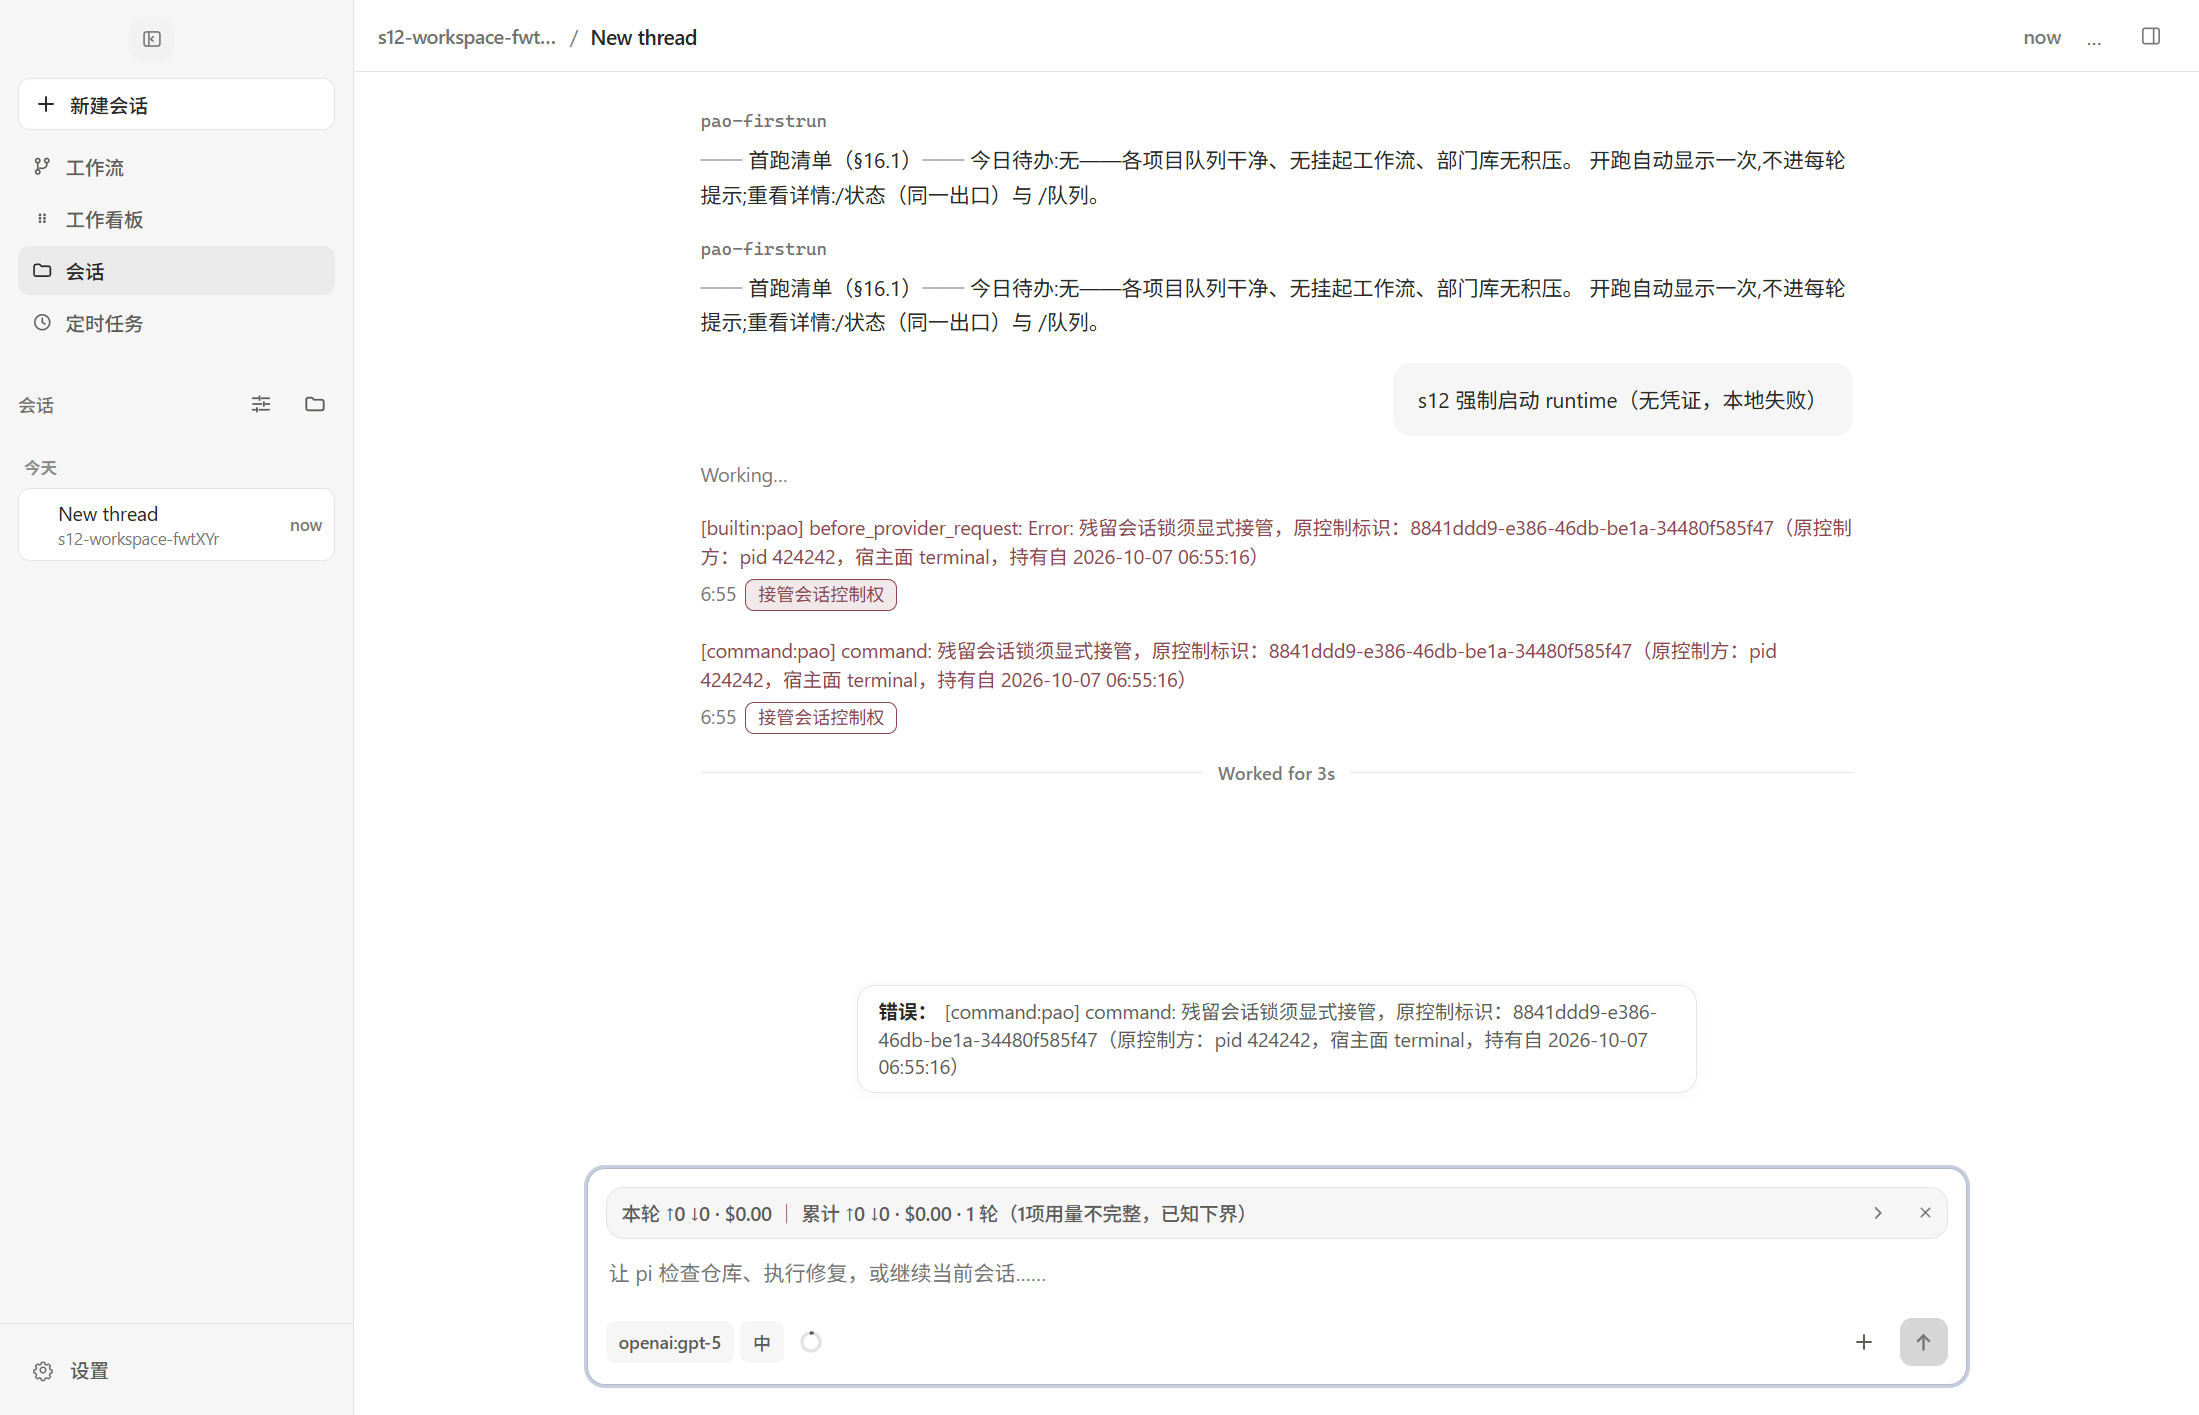 新建会话
工作流
工作看板
会话
定时任务
会话
今天
New thread
s12-workspace-fwtXYr
now
设置
s12-workspace-fwt... / New thread
now ...
pao-firstrun
—— 首跑清单（§16.1）—— 今日待办:无——各项目队列干净、无挂起工作流、部门库无积压。 开跑自动显示一次,不进每轮
提示;重看详情:/状态（同一出口）与 /队列。
pao-firstrun
—— 首跑清单（§16.1）—— 今日待办:无——各项目队列干净、无挂起工作流、部门库无积压。 开跑自动显示一次,不进每轮
提示;重看详情:/状态（同一出口）与 /队列。
s12 强制启动 runtime（无凭证，本地失败）
Working...
[builtin:pao] before_provider_request: Error: 残留会话锁须显式接管，原控制标识：8841ddd9-e386-46db-be1a-34480f585f47（原控制
方：pid 424242，宿主面 terminal，持有自 2026-10-07 06:55:16）
6:55 接管会话控制权
[command:pao] command: 残留会话锁须显式接管，原控制标识：8841ddd9-e386-46db-be1a-34480f585f47（原控制方：pid
424242，宿主面 terminal，持有自 2026-10-07 06:55:16）
6:55 接管会话控制权
Worked for 3s
错误： [command:pao] command: 残留会话锁须显式接管，原控制标识：8841ddd9-e386-
46db-be1a-34480f585f47（原控制方：pid 424242，宿主面 terminal，持有自 2026-10-07
06:55:16）
本轮 ↑0 ↓0 · $0.00 ｜ 累计 ↑0 ↓0 · $0.00 · 1 轮（1项用量不完整，已知下界）
让 pi 检查仓库、执行修复，或继续当前会话......
openai:gpt-5 中